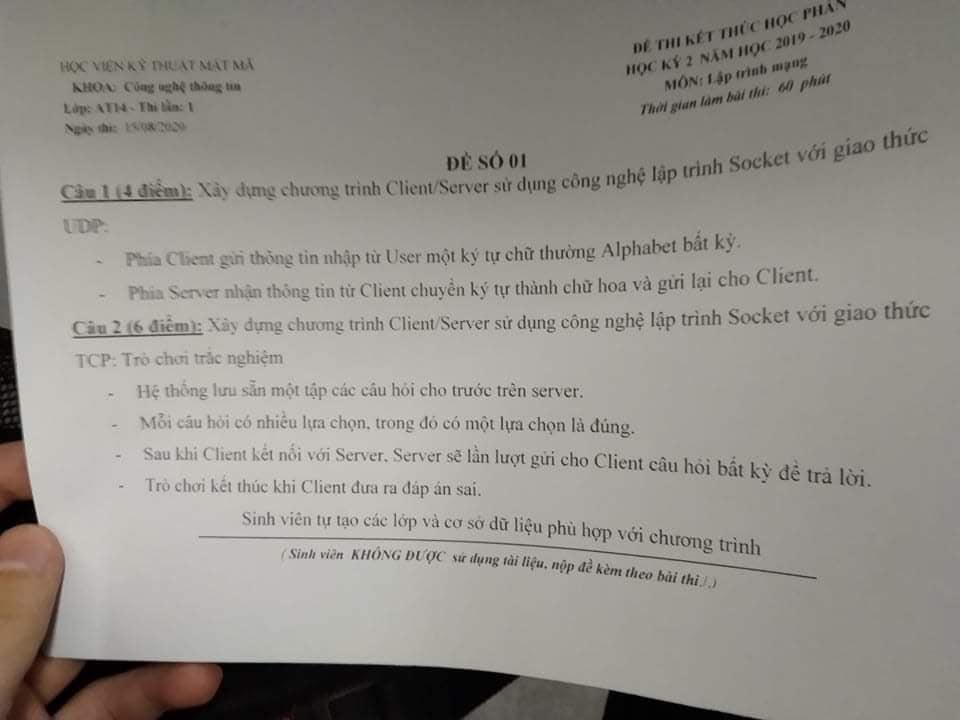 HỌC VIỆN KỸ THUẬT MẬT MÃ
KHOA: Công nghệ thông tin
Lớp: AT14 - Thi lần: 1
Ngày thi: 15/08/2020
ĐỀ THI KẾT THÚC HỌC PHẦN
HỌC KỲ 2 NĂM HỌC 2019 - 2020
MÔN: Lập trình mạng
Thời gian làm bài thi: 60 phút
ĐỀ SỐ 01
Câu 1 (4 điểm): Xây dựng chương trình Client/Server sử dụng công nghệ lập trình Socket với giao thức
UDP:
- Phía Client gửi thông tin nhập từ User một ký tự chữ thường Alphabet bất kỳ.
- Phía Server nhận thông tin từ Client chuyển ký tự thành chữ hoa và gửi lại cho Client.
Câu 2 (6 điểm): Xây dựng chương trình Client/Server sử dụng công nghệ lập trình Socket với giao thức
TCP: Trò chơi trắc nghiệm
- Hệ thống lưu sẵn một tập các câu hỏi cho trước trên server.
- Mỗi câu hỏi có nhiều lựa chọn, trong đó có một lựa chọn là đúng.
- Sau khi Client kết nối với Server, Server sẽ lần lượt gửi cho Client câu hỏi bất kỳ để trả lời.
- Trò chơi kết thúc khi Client đưa ra đáp án sai.
Sinh viên tự tạo các lớp và cơ sở dữ liệu phù hợp với chương trình
( Sinh viên KHÔNG ĐƯỢC sử dụng tài liệu, nộp đề kèm theo bài thi./.)